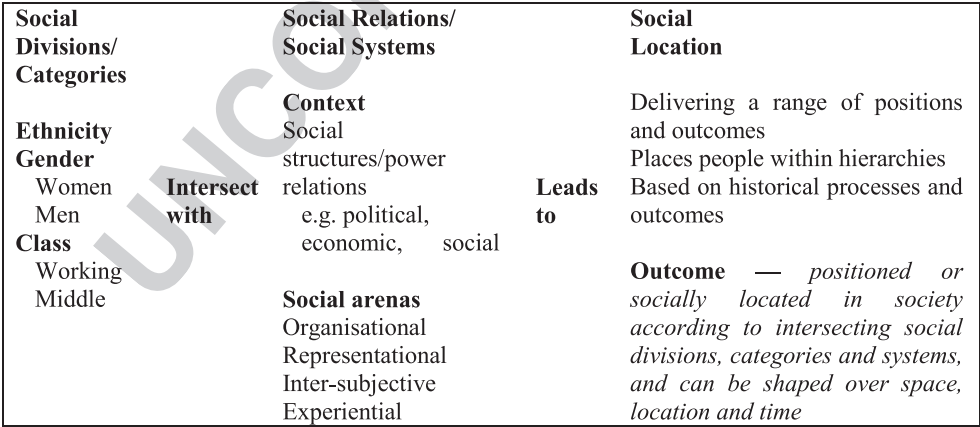 Social
Divisions/
Categories
Ethnicity
Gender
Women
Men
Class
Working
Middle
Intersect
with
Social Relations/
Social Systems
Context
Social
structures/power
relations
e.g. political,
economic, social
Social arenas
Organisational
Representational
Inter-subjective
Experiential
Leads
to
Social
Location
Delivering a range of positions
and outcomes
Places people within hierarchies
Based on historical processes and
outcomes
Outcome — positioned or
socially located in society
according to intersecting social
divisions, categories and systems,
and can be shaped over space,
location and time
UNCO